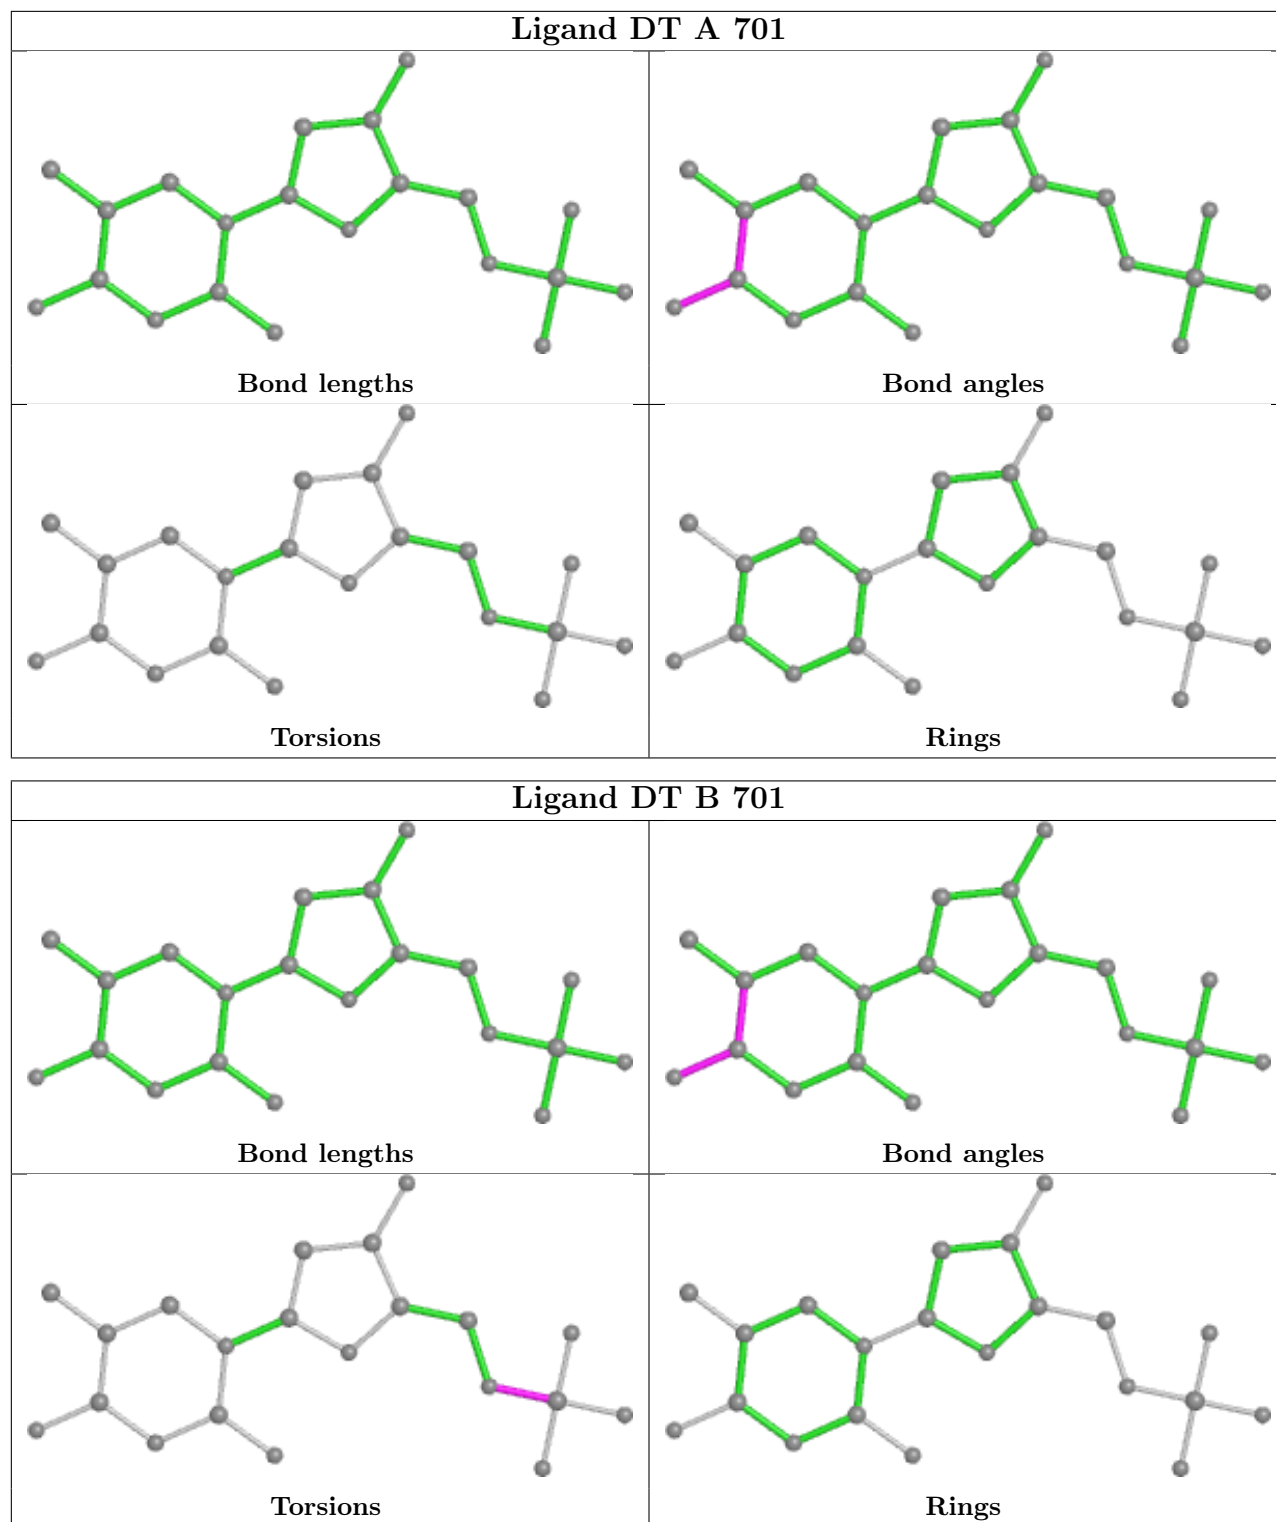 Ligand DT A 701
Bond lengths
Bond angles
Torsions
Rings
Ligand DT B 701
Bond lengths
Bond angles
Torsions
Rings